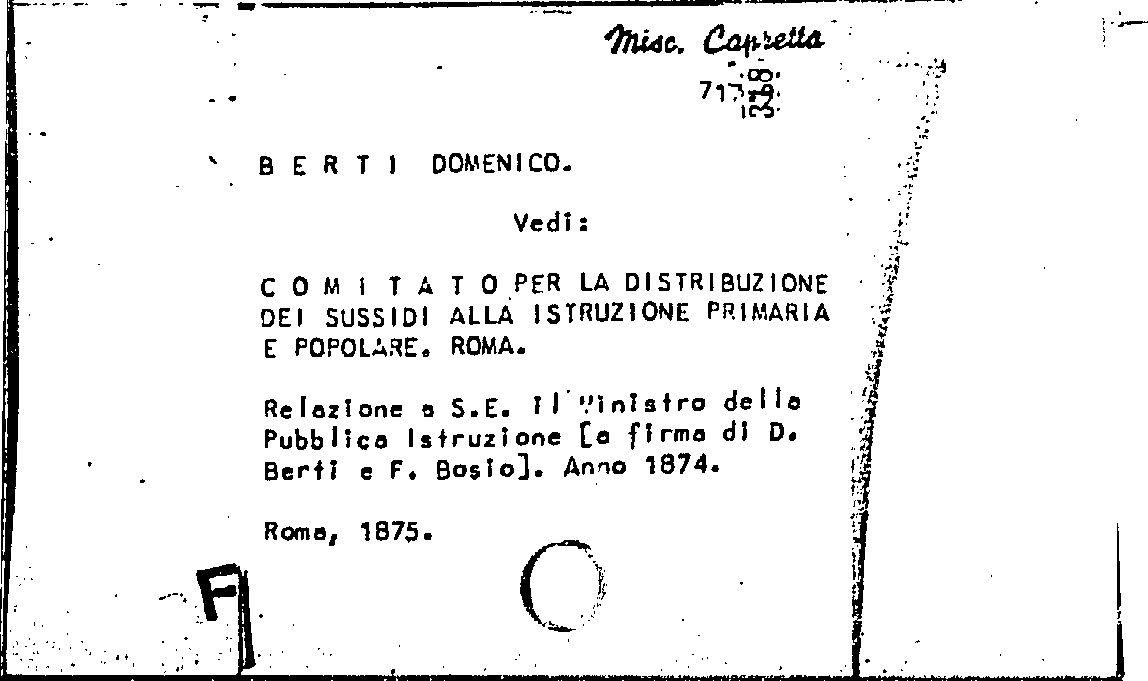 Misc. Capretta
B E R T I DOMENICO.
Vedi:
C O M I T A T O PER LA DISTRIBUZIONE
DEI SUSSIDI ALLA ISTRUZIONE PRIMARIA
E POPOLARE. ROMA.
Relazione a S.E. il Ministro della
Pubblica Istruzione [a firma di D.
Berti e F. Bosio]. Anno 1874.
Roma, 1875.
F